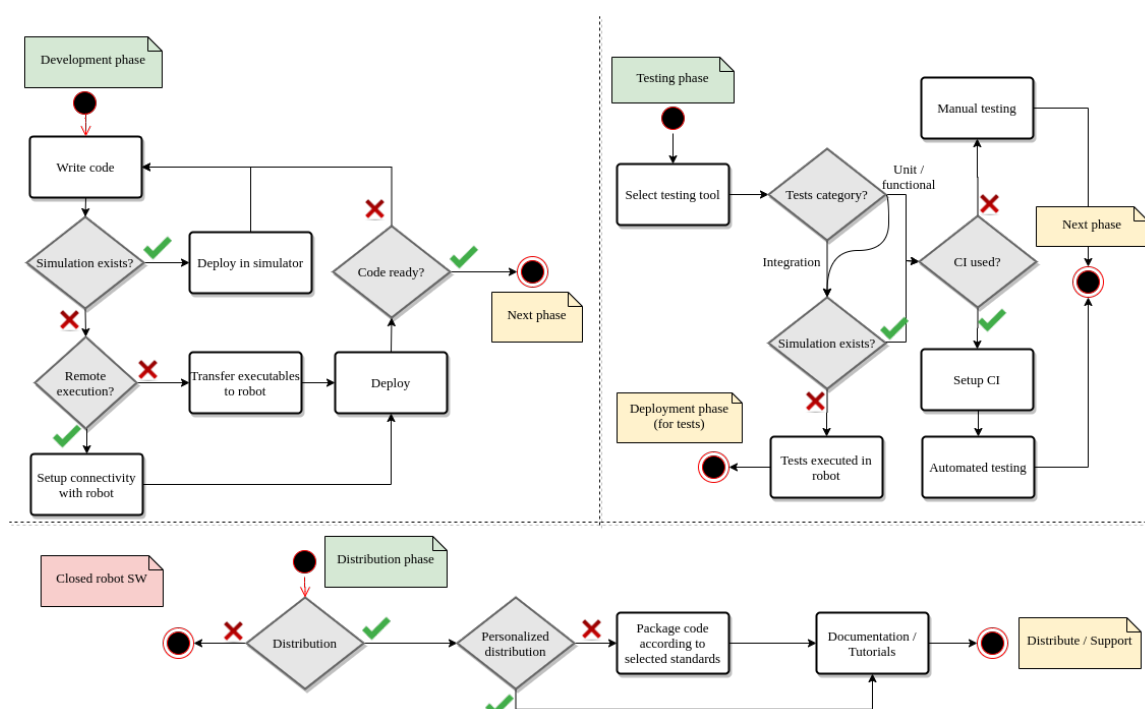 Development phase
Write code
Simulation exists?
Deploy in simulator
Code ready?
Next phase
Remote
execution?
Transfer executables
to robot
Deploy
Setup connectivity
with robot
Testing phase
Select testing tool
Tests category?
Unit /
functional
Integration
Simulation exists?
Manual testing
Next phase
CI used?
Setup CI
Automated testing
Deployment phase
(for tests)
Tests executed in
robot
Closed robot SW
Distribution phase
Distribution
Personalized
distribution
Package code
according to
selected standards
Documentation /
Tutorials
Distribute / Support